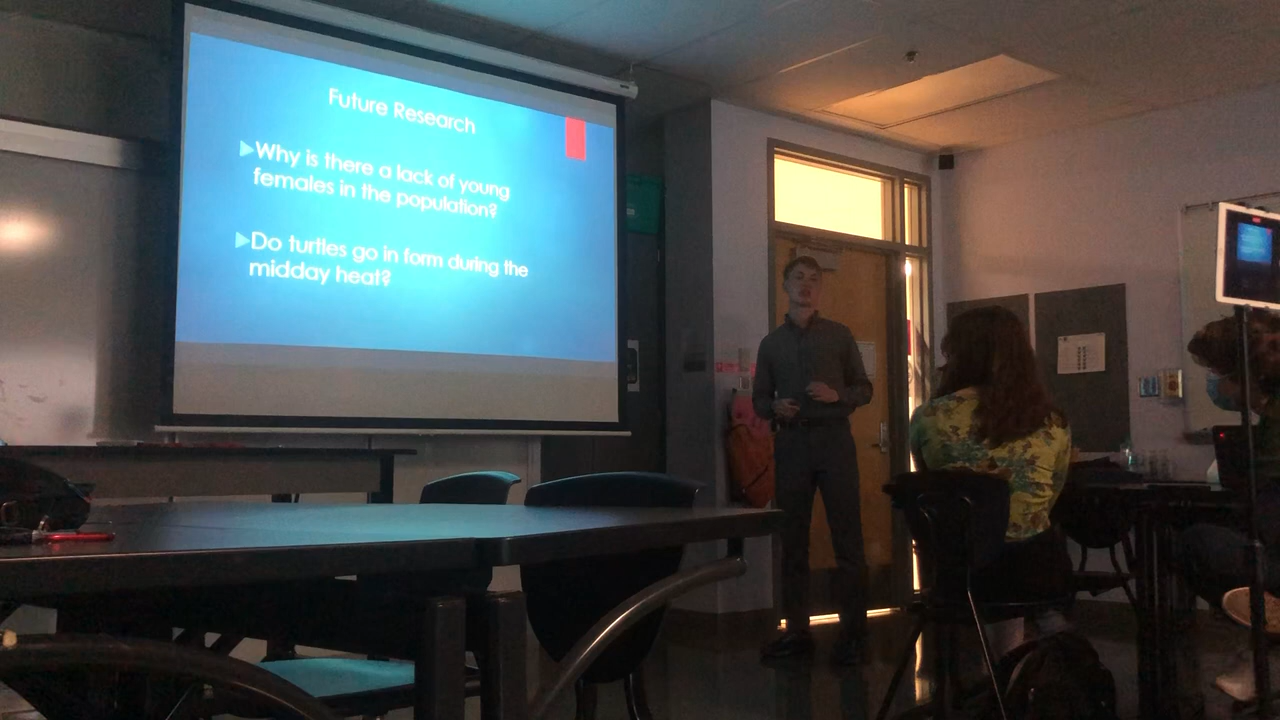 Future Research
Why is there a lack of young
females in the population?
Do turtles go in form during the
midday heat?